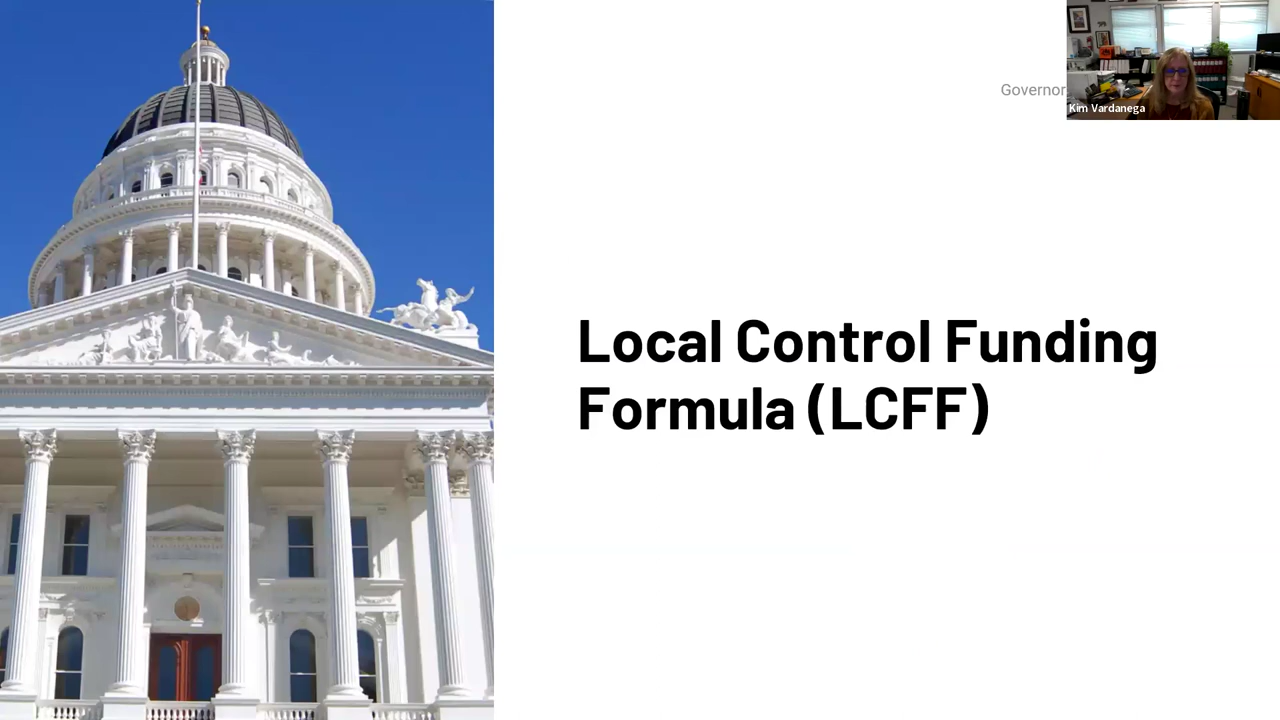 Governor
Kim Vardanega
Local Control Funding
Formula (LCFF)